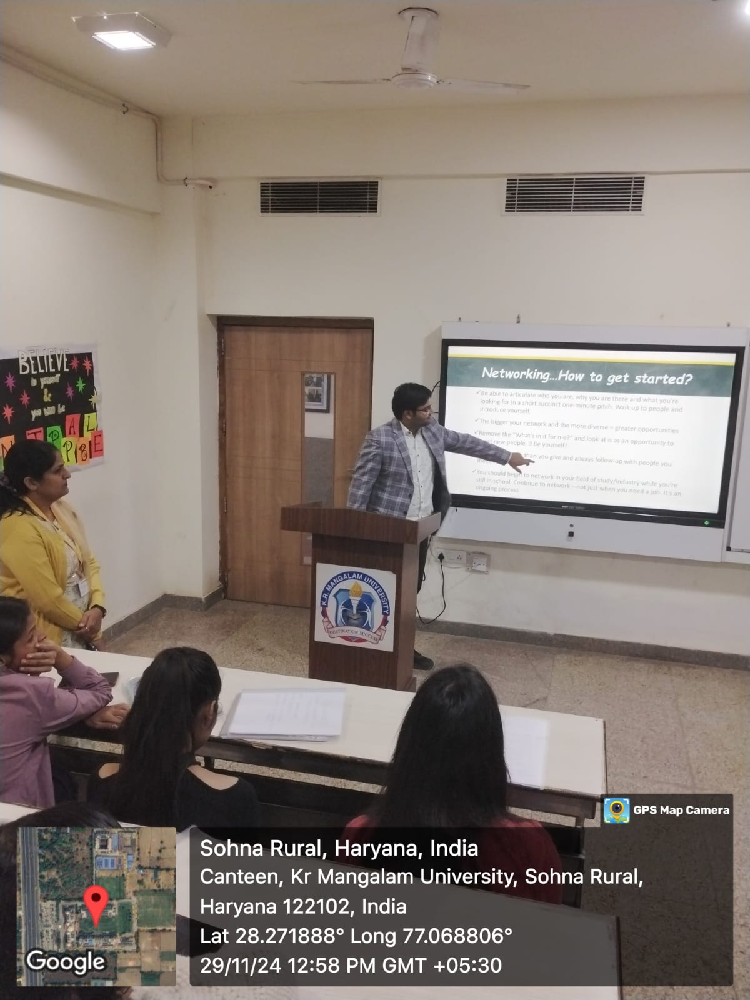 BELIEVE
in yourself
&
you will be
Networking...How to get started?
✓Be able to articulate who you are, why you are there and what you're
looking for in a short succinct one-minute pitch. Walk up to people and
introduce yourself
✓The bigger your network and the more diverse = greater opportunities
✓Remove the "What's in it for me?" and look at is as an opportunity to
new people Be yourself!
than you give and always follow-up with people you
✓You should begin to network in your field of study/industry while you're
still in school- Continue to network – not just when you need a job. It's an
ongoing process
K.R. MANGALAM UNIVERSITY
DESTINATION SUCCESS
GPS Map Camera
Sohna Rural, Haryana, India
Canteen, Kr Mangalam University, Sohna Rural,
Haryana 122102, India
Lat 28.271888° Long 77.068806°
29/11/24 12:58 PM GMT +05:30
Google